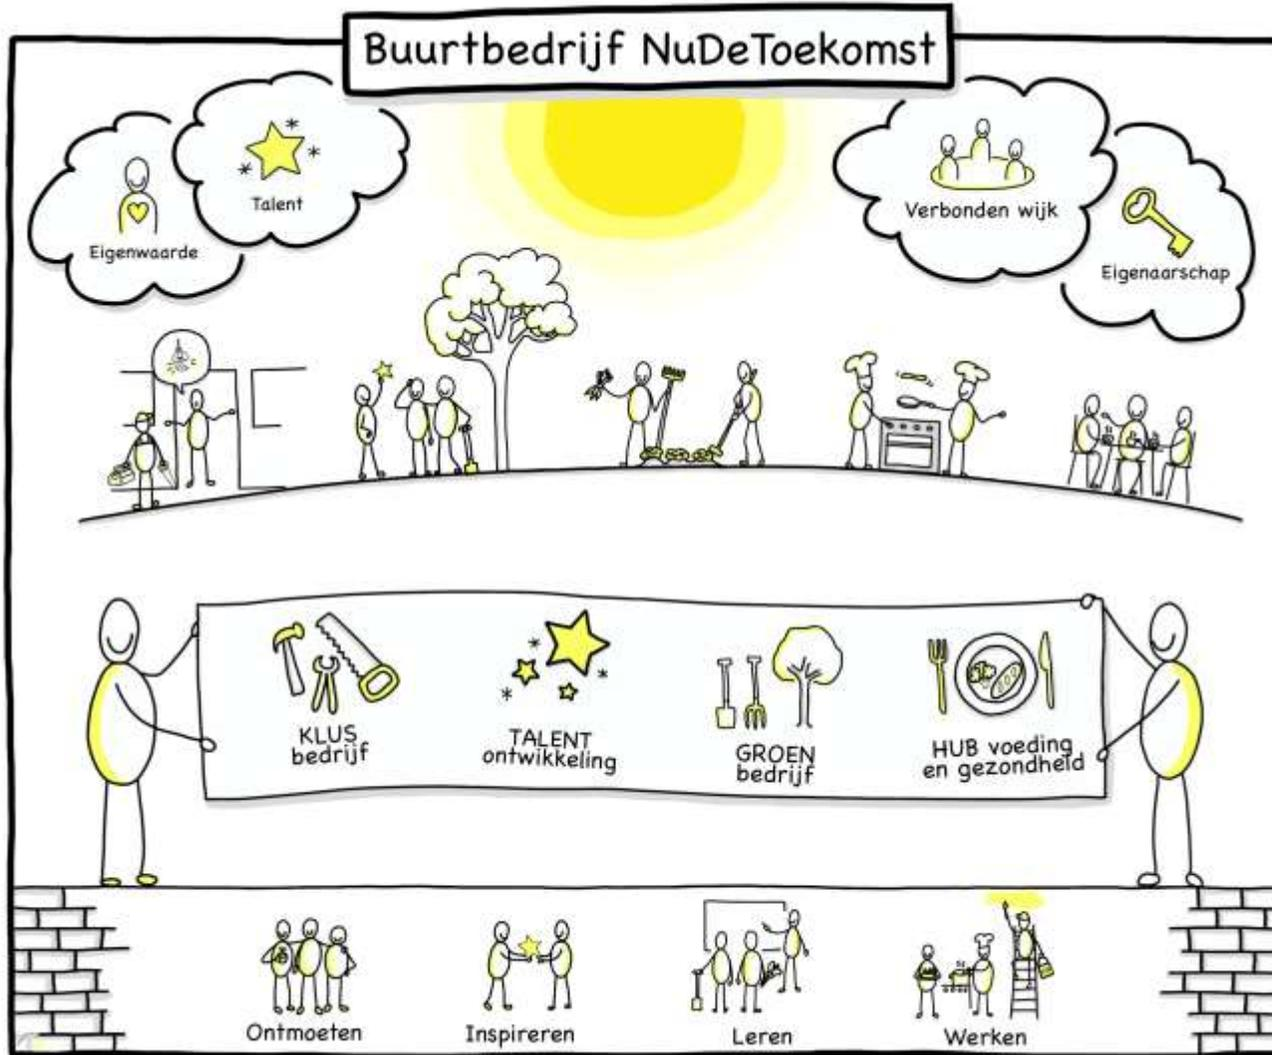 Buurtbedrijf NuDeToekomst
Talent
Eigenwaarde
Verbonden wijk
Eigenaarschap
KLUS
bedrijf
TALENT
ontwikkeling
GROEN
bedrijf
HUB voeding
en gezondheid
Ontmoeten
Inspireren
Leren
Werken